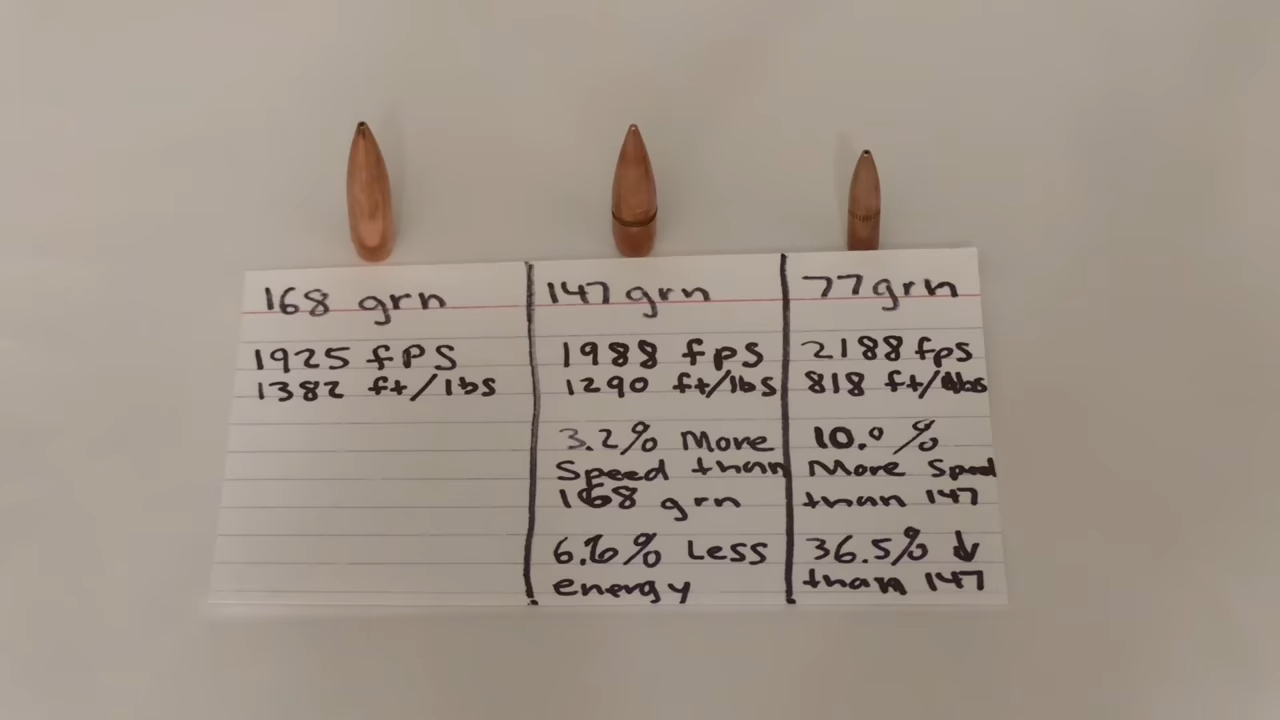 168 grn
1925 fps
1382 ft/lbs
147 grn
1988 fps
1290 ft/lbs
3.2% More
Speed than
168 grn
6.6% Less
energy
77 grn
2188 fps
818 ft/lbs
10.0%
More Speed
than 147
36.5% ↓
than 147